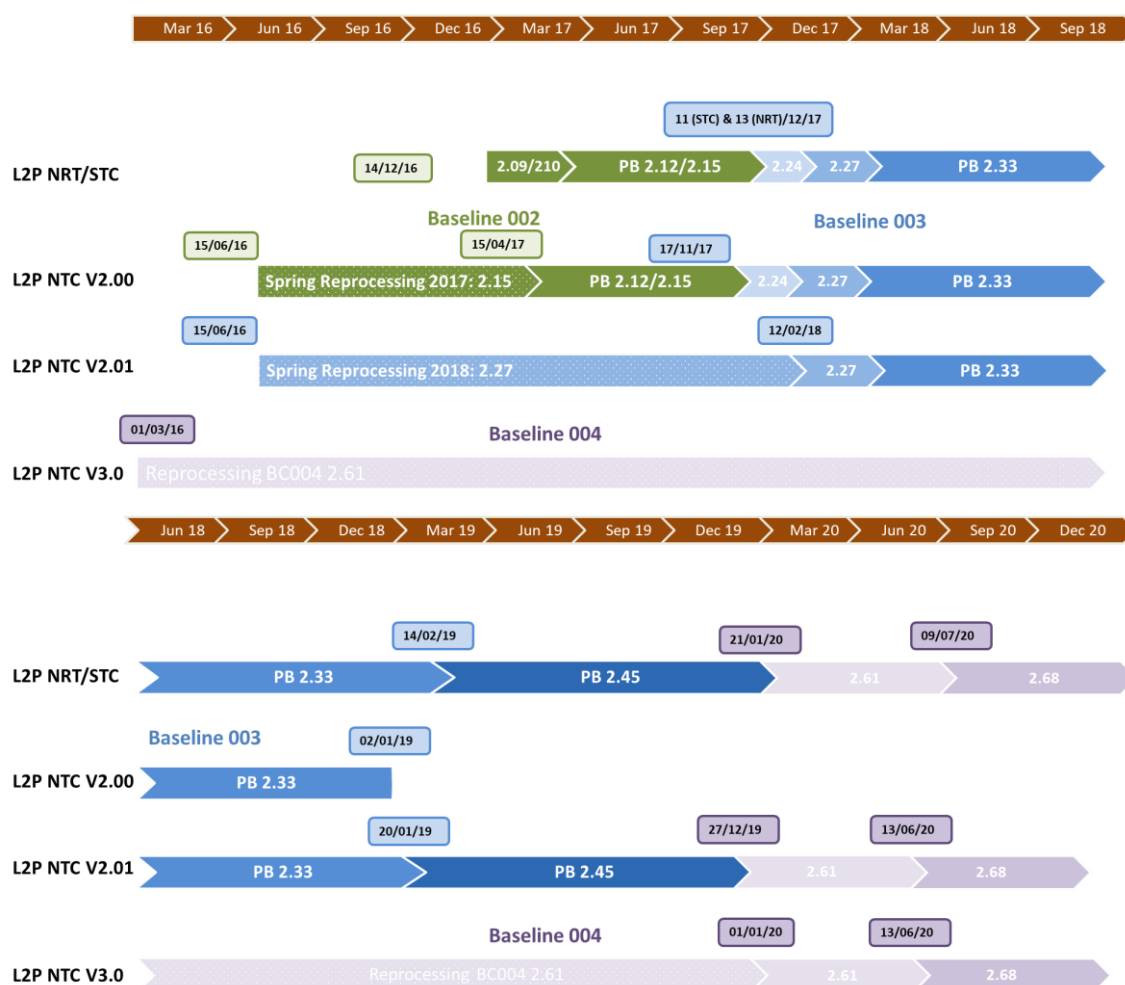 Mar 16 Jun 16 Sep 16 Dec 16 Mar 17 Jun 17 Sep 17 Dec 17 Mar 18 Jun 18 Sep 18
11 (STC) & 13 (NRT)/12/17
14/12/16
L2P NRT/STC 2.09/210 PB 2.12/2.15 2.24 2.27 PB 2.33
Baseline 002 Baseline 003
15/06/16 15/04/17 17/11/17
L2P NTC V2.00 Spring Reprocessing 2017: 2.15 PB 2.12/2.15 2.24 2.27 PB 2.33
15/06/16 12/02/18
L2P NTC V2.01 Spring Reprocessing 2018: 2.27 2.27 PB 2.33
01/03/16 Baseline 004
L2P NTC V3.0 Reprocessing BC004 2.61
Jun 18 Sep 18 Dec 18 Mar 19 Jun 19 Sep 19 Dec 19 Mar 20 Jun 20 Sep 20 Dec 20
14/02/19 21/01/20 09/07/20
L2P NRT/STC PB 2.33 PB 2.45 2.61 2.68
Baseline 003 02/01/19
L2P NTC V2.00 PB 2.33
20/01/19 27/12/19 13/06/20
L2P NTC V2.01 PB 2.33 PB 2.45 2.61 2.68
Baseline 004 01/01/20 13/06/20
L2P NTC V3.0 Reprocessing BC004 2.61 2.61 2.68